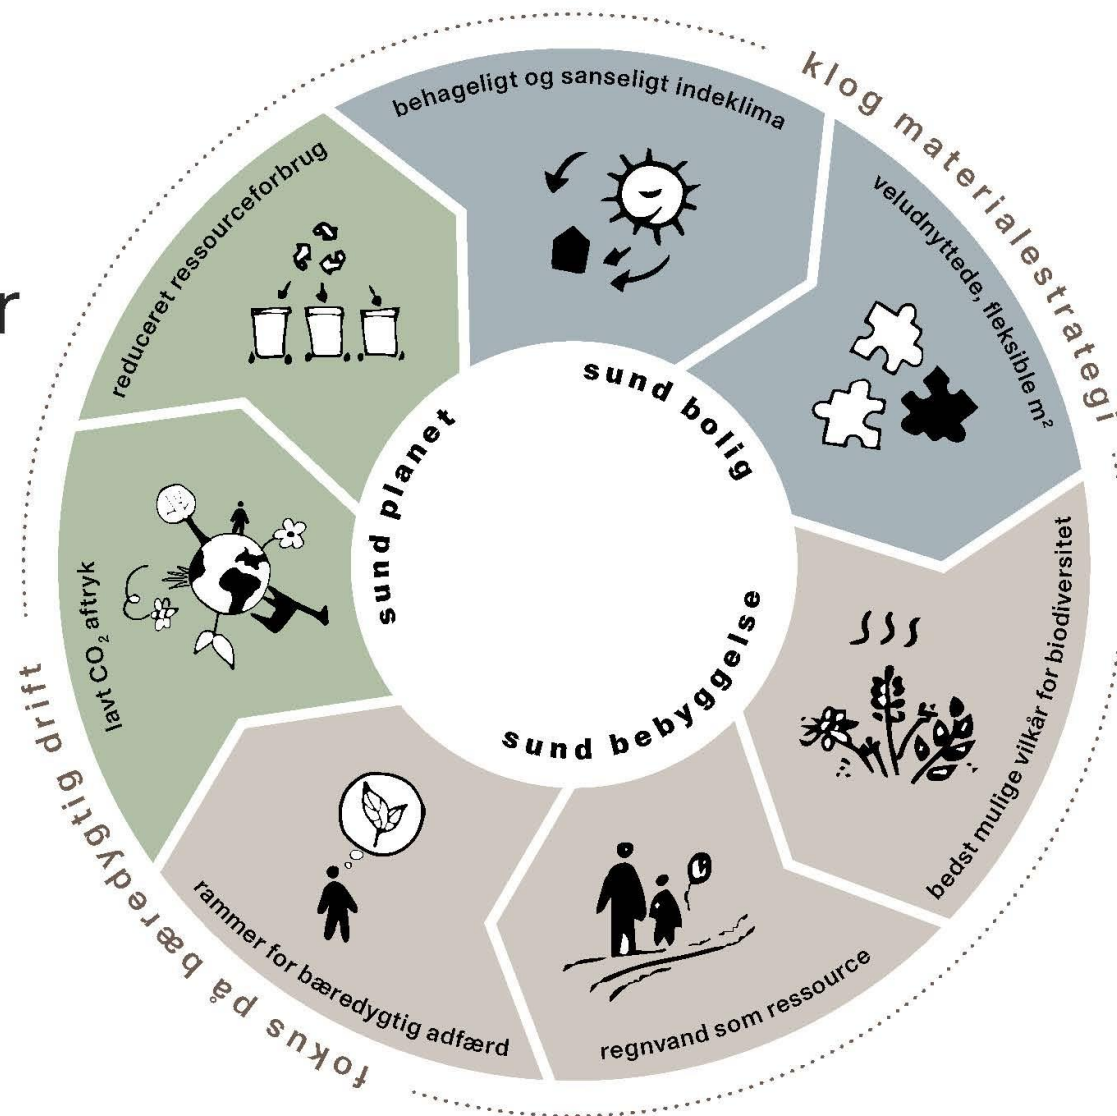 r
klog materialestrategi
behageligt og sanseligt indeklima
veludnyttede, fleksible m²
bedst mulige vilkår for biodiversitet
regnvand som ressource
rammer for bæredygtig adfærd
lavt CO₂ aftryk
reduceret ressourceforbrug
sund bolig
sund bebyggelse
sund planet
fokus på bæredygtig drift